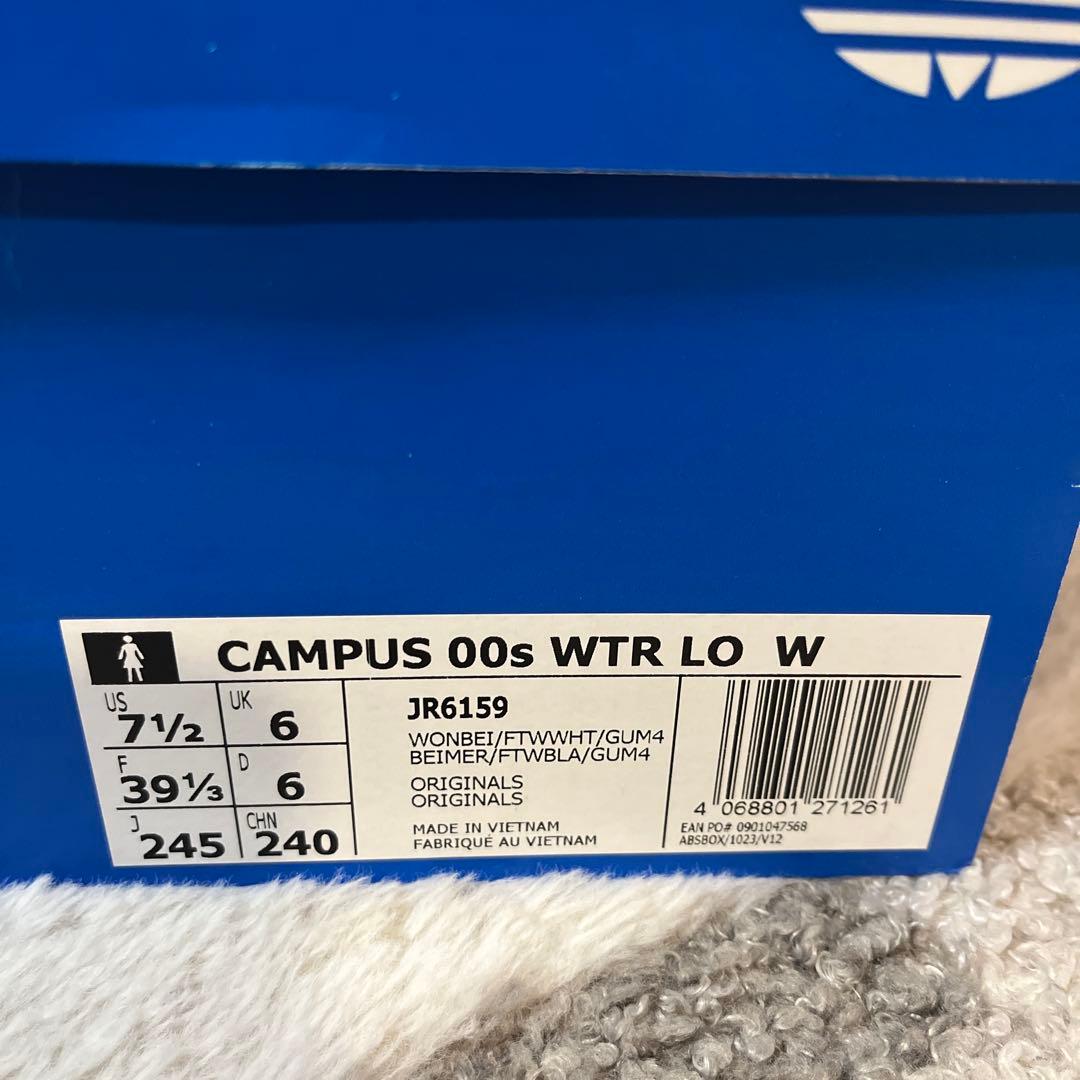 CAMPUS 00s WTR LO W
US 7½ UK 6
F 39⅓ D 6
J 245 CHN 240
JR6159
WONBEI/FTWWHT/GUM4
BEIMER/FTWBLA/GUM4
ORIGINALS
ORIGINALS
MADE IN VIETNAM
FABRIQUÉ AU VIETNAM
4 068801 271261
EAN PO# 0901047568
ABSBOX/1023/V12